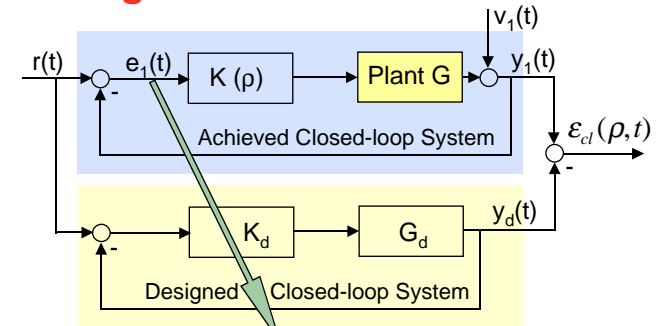 v₁(t)
r(t)
e₁(t)
K (ρ)
Plant G
y₁(t)
-
Achieved Closed-loop System
ε_cl(ρ,t)
-
y_d(t)
K_d
G_d
-
Designed Closed-loop System